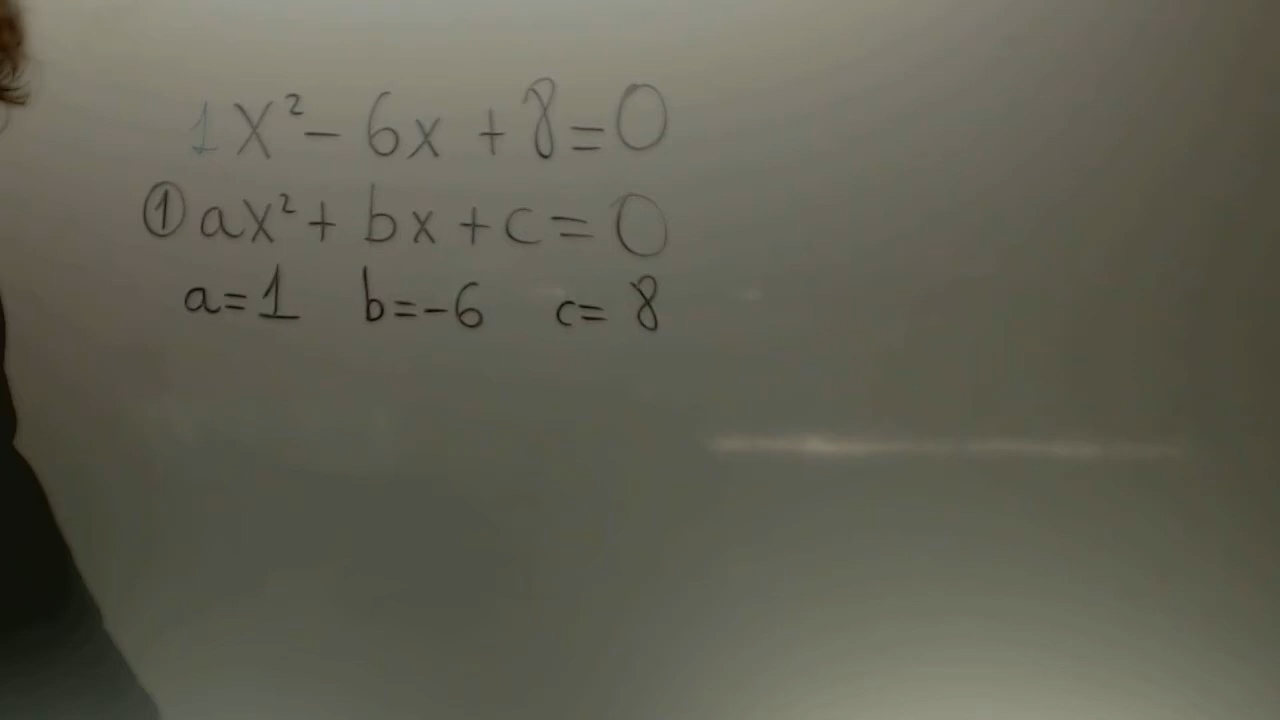 1x² - 6x + 8 = 0
① ax² + bx + c = 0
a = 1 b = -6 c = 8